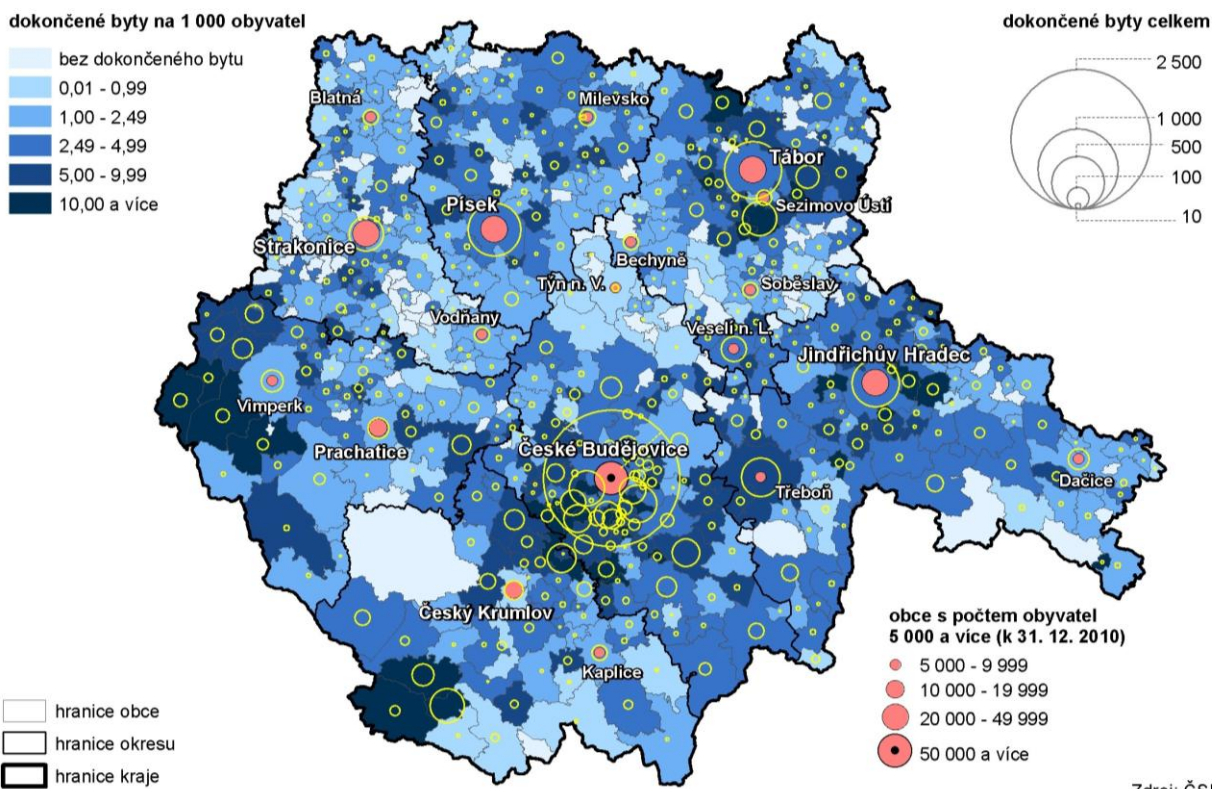 dokončené byty na 1 000 obyvatel
bez dokončeného bytu
0,01 - 0,99
1,00 - 2,49
2,49 - 4,99
5,00 - 9,99
10,00 a více
dokončené byty celkem
2 500
1 000
500
100
10
Blatná
Milevsko
Tábor
Písek
Sezimovo Ústí
Strakonice
Bechyně
Týn n. V.
Soběslav
Vodňany
Veselí n. L.
Jindřichův Hradec
Vimperk
Prachatice
České Budějovice
Třeboň
Dačice
Český Krumlov
Kaplice
obce s počtem obyvatel
5 000 a více (k 31. 12. 2010)
5 000 - 9 999
10 000 - 19 999
20 000 - 49 999
50 000 a více
hranice obce
hranice okresu
hranice kraje